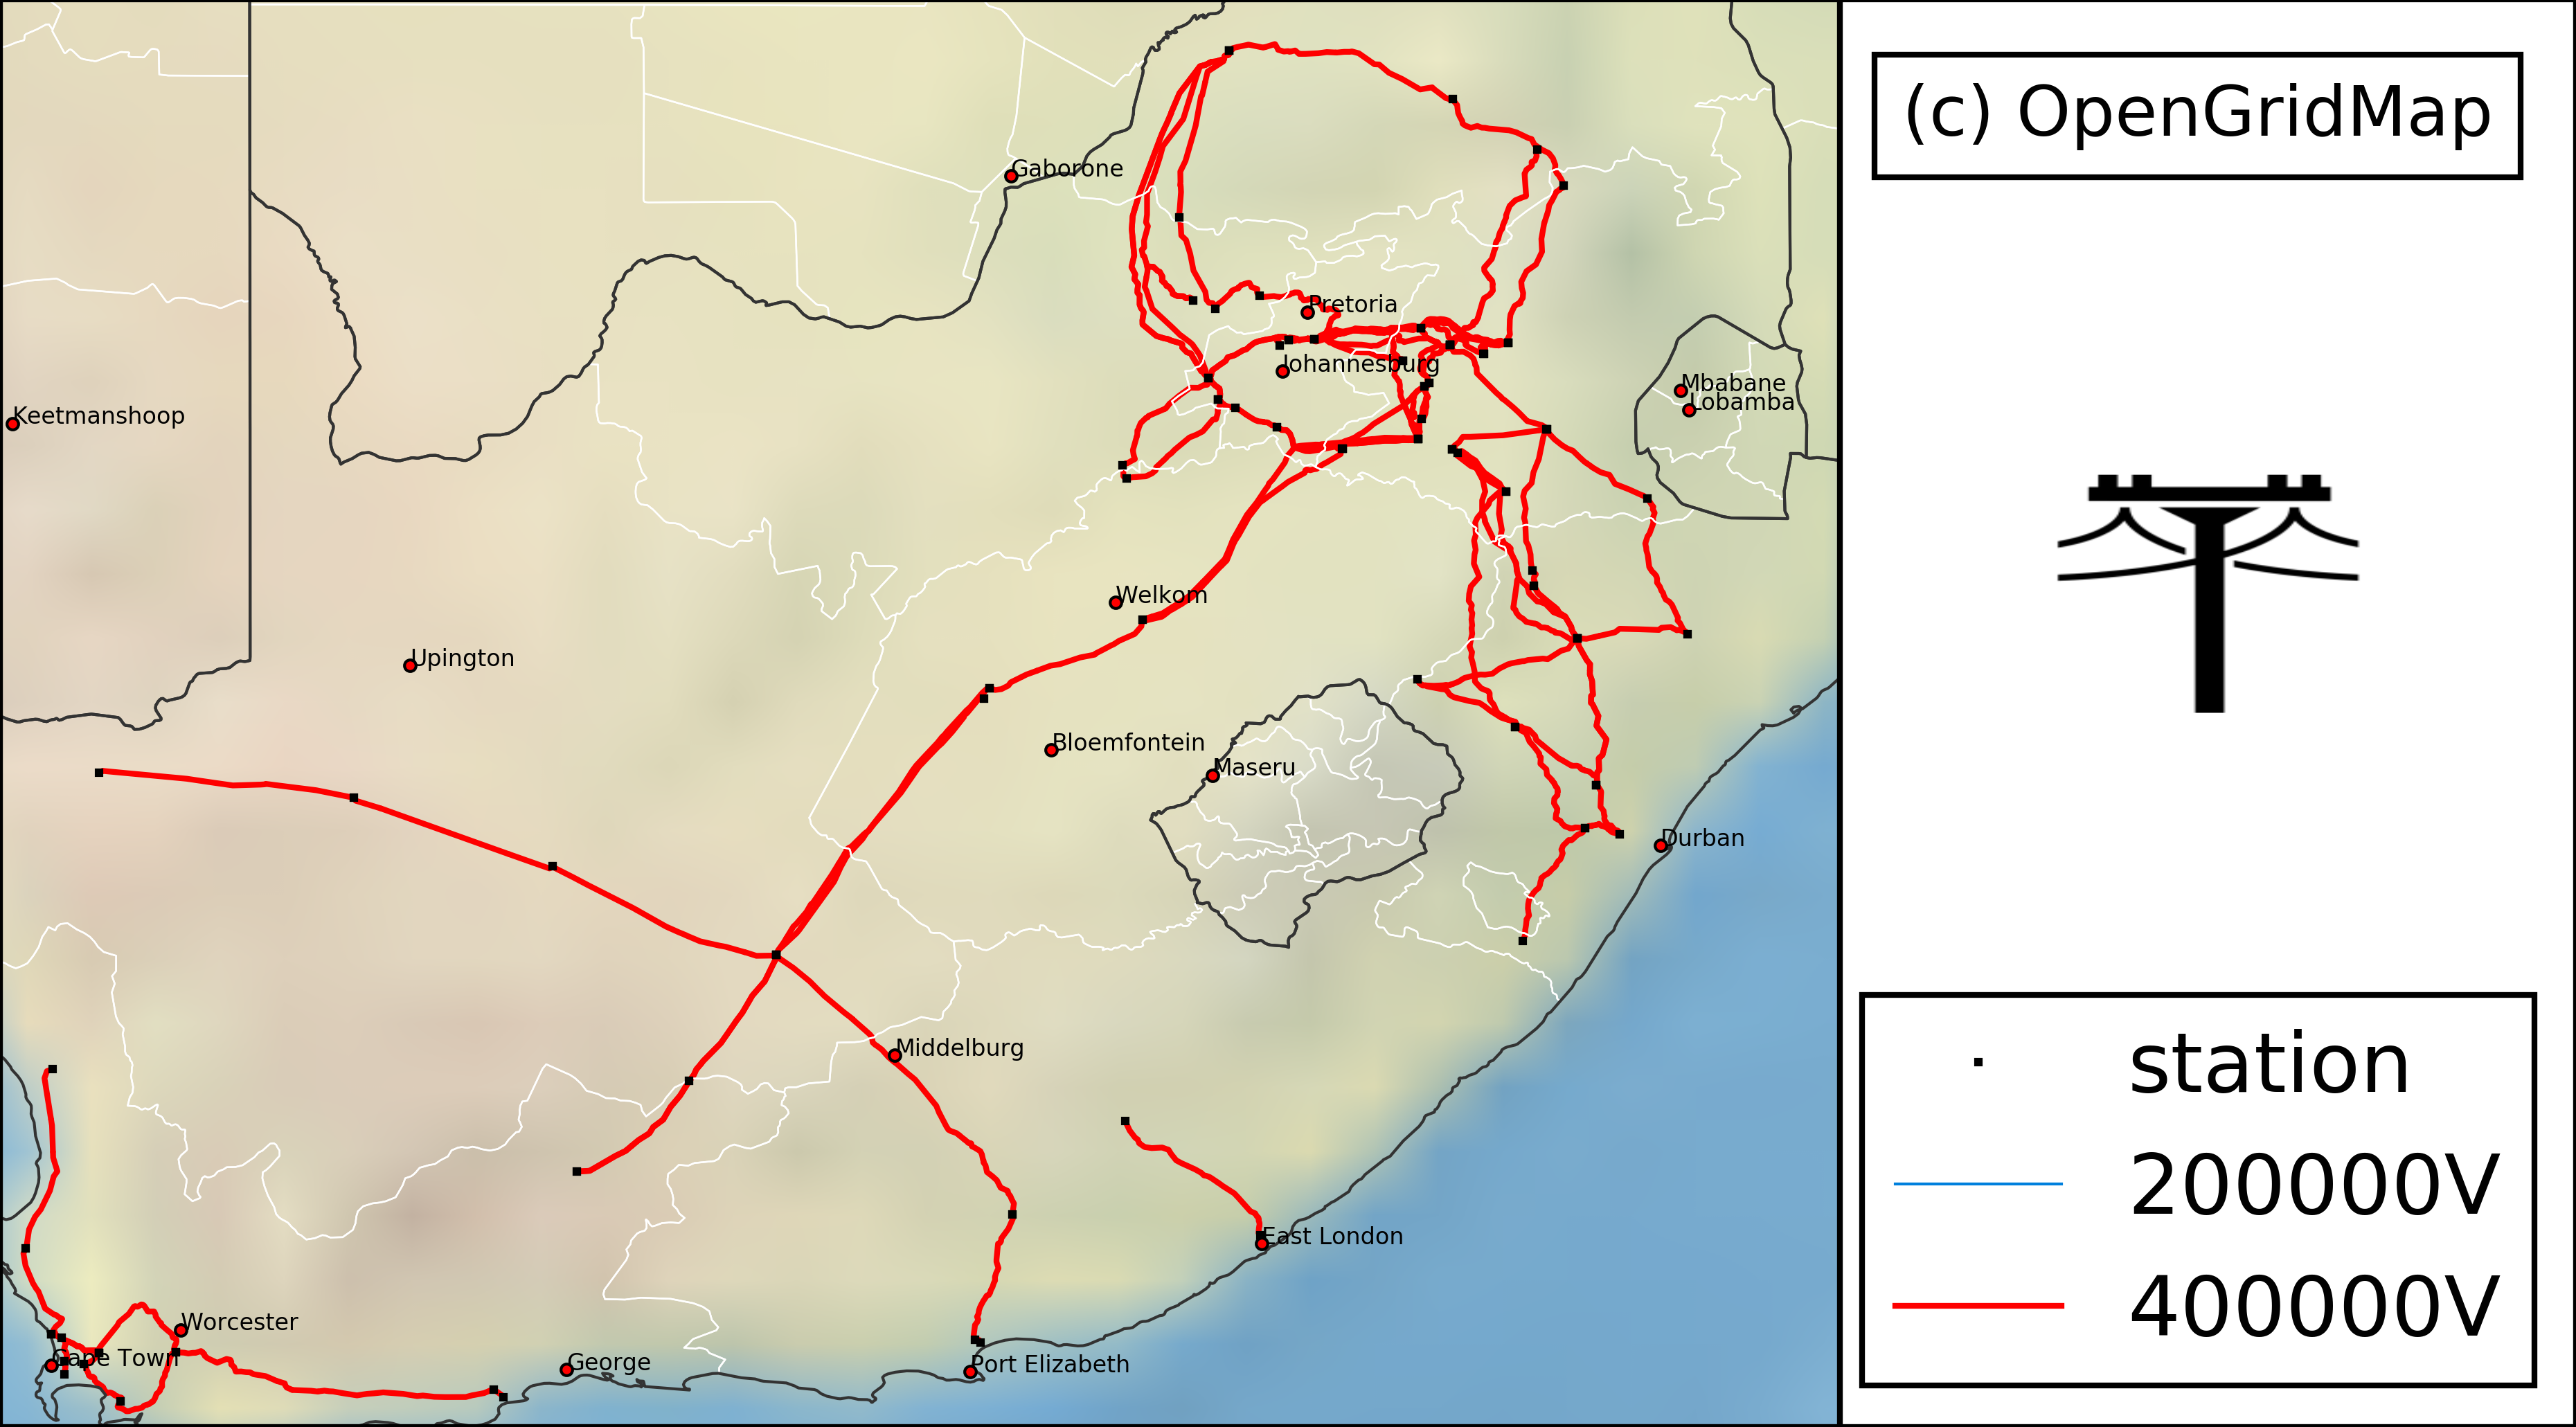 Gaborone
Pretoria
Johannesburg
Mbabane
Lobamba
Keetmanshoop
Welkom
Upington
Bloemfontein
Maseru
Durban
Middelburg
East London
Worcester
Cape Town
George
Port Elizabeth
(c) OpenGridMap
station
200000V
400000V